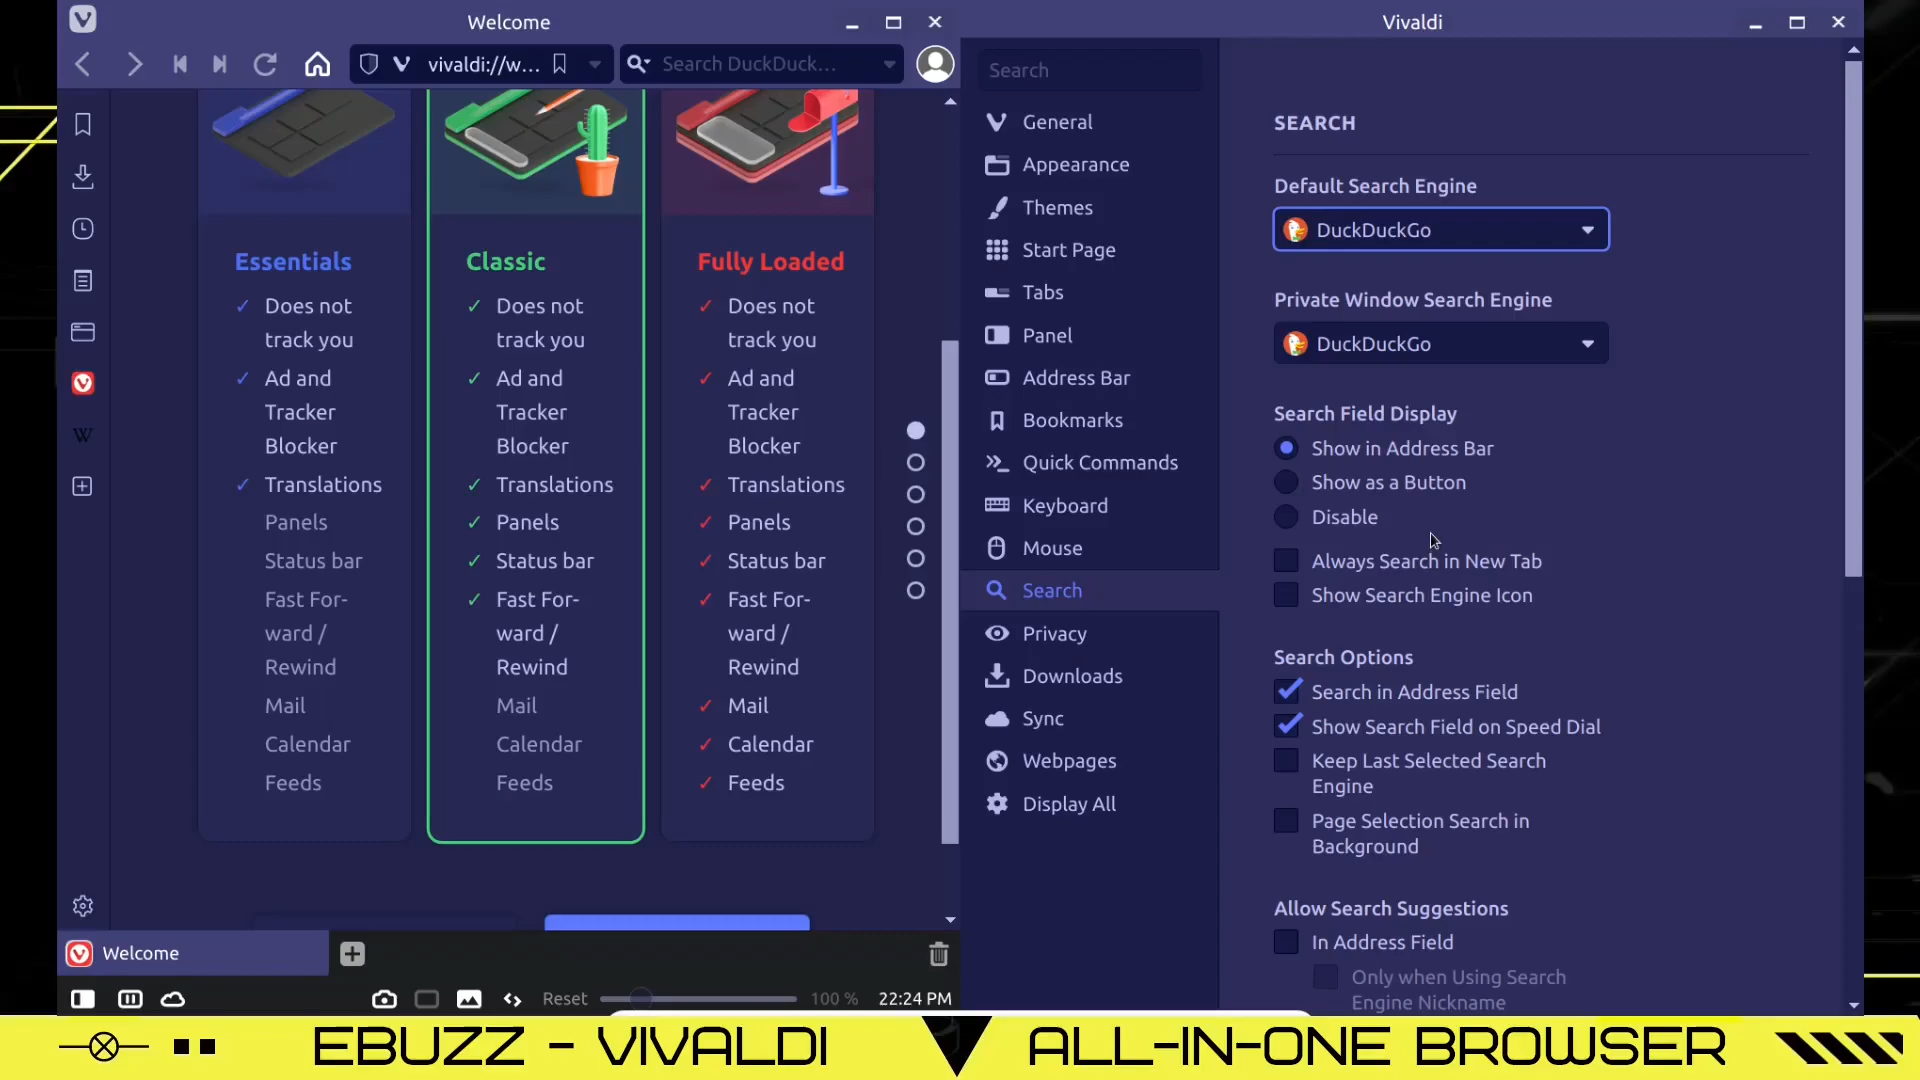 Welcome
vivaldi://w...
Search DuckDuck...
Essentials
Does not
track you
Ad and
Tracker
Blocker
Translations
Panels
Status bar
Fast For-
ward /
Rewind
Mail
Calendar
Feeds
Classic
Does not
track you
Ad and
Tracker
Blocker
Translations
Panels
Status bar
Fast For-
ward /
Rewind
Mail
Calendar
Feeds
Fully Loaded
Does not
track you
Ad and
Tracker
Blocker
Translations
Panels
Status bar
Fast For-
ward /
Rewind
Mail
Calendar
Feeds
W
Welcome
Reset
100 %
22:24 PM
Vivaldi
Search
General
Appearance
Themes
Start Page
Tabs
Panel
Address Bar
Bookmarks
Quick Commands
Keyboard
Mouse
Search
Privacy
Downloads
Sync
Webpages
Display All
SEARCH
Default Search Engine
DuckDuckGo
Private Window Search Engine
DuckDuckGo
Search Field Display
Show in Address Bar
Show as a Button
Disable
Always Search in New Tab
Show Search Engine Icon
Search Options
Search in Address Field
Show Search Field on Speed Dial
Keep Last Selected Search
Engine
Page Selection Search in
Background
Allow Search Suggestions
In Address Field
Only when Using Search
Engine Nickname
EBUZZ - VIVALDI
ALL-IN-ONE BROWSER